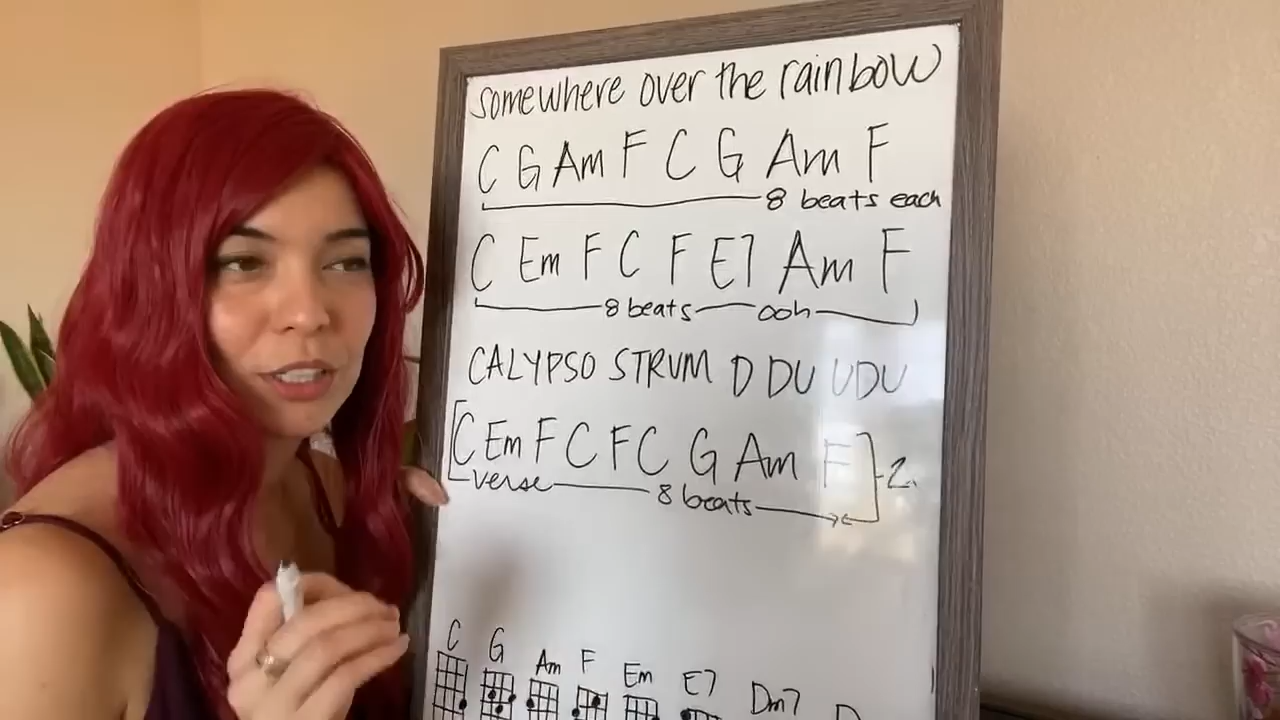 somewhere over the rainbow
C G Am F C G Am F
8 beats each
C Em F C F E7 Am F
8 beats ooh
CALYPSO STRUM D DU UDU
[C Em F C F C G Am F] 2
verse 8 beats
C G Am F Em E7 Dm7